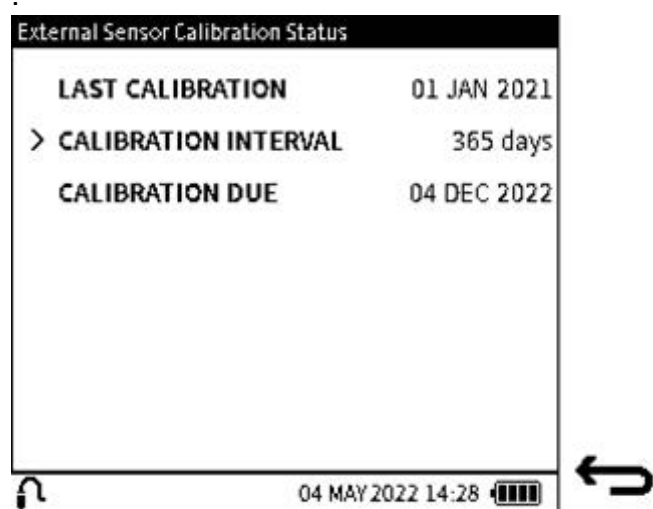 External Sensor Calibration Status
LAST CALIBRATION 01 JAN 2021
> CALIBRATION INTERVAL 365 days
CALIBRATION DUE 04 DEC 2022
04 MAY 2022 14:28